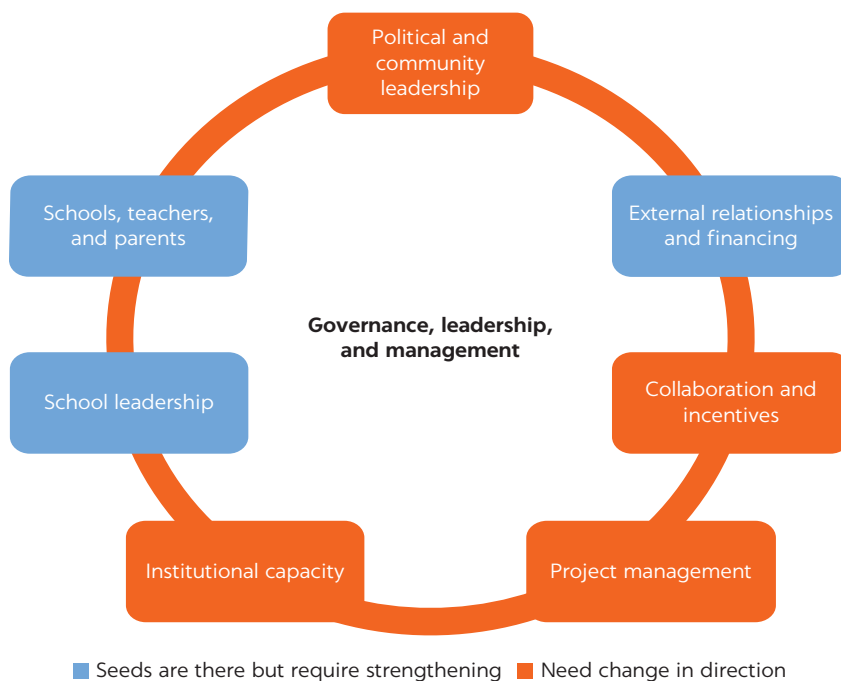 Political and
community
leadership
Schools, teachers,
and parents
External relationships
and financing
Governance, leadership,
and management
School leadership
Collaboration and
incentives
Institutional capacity
Project management
Seeds are there but require strengthening
Need change in direction